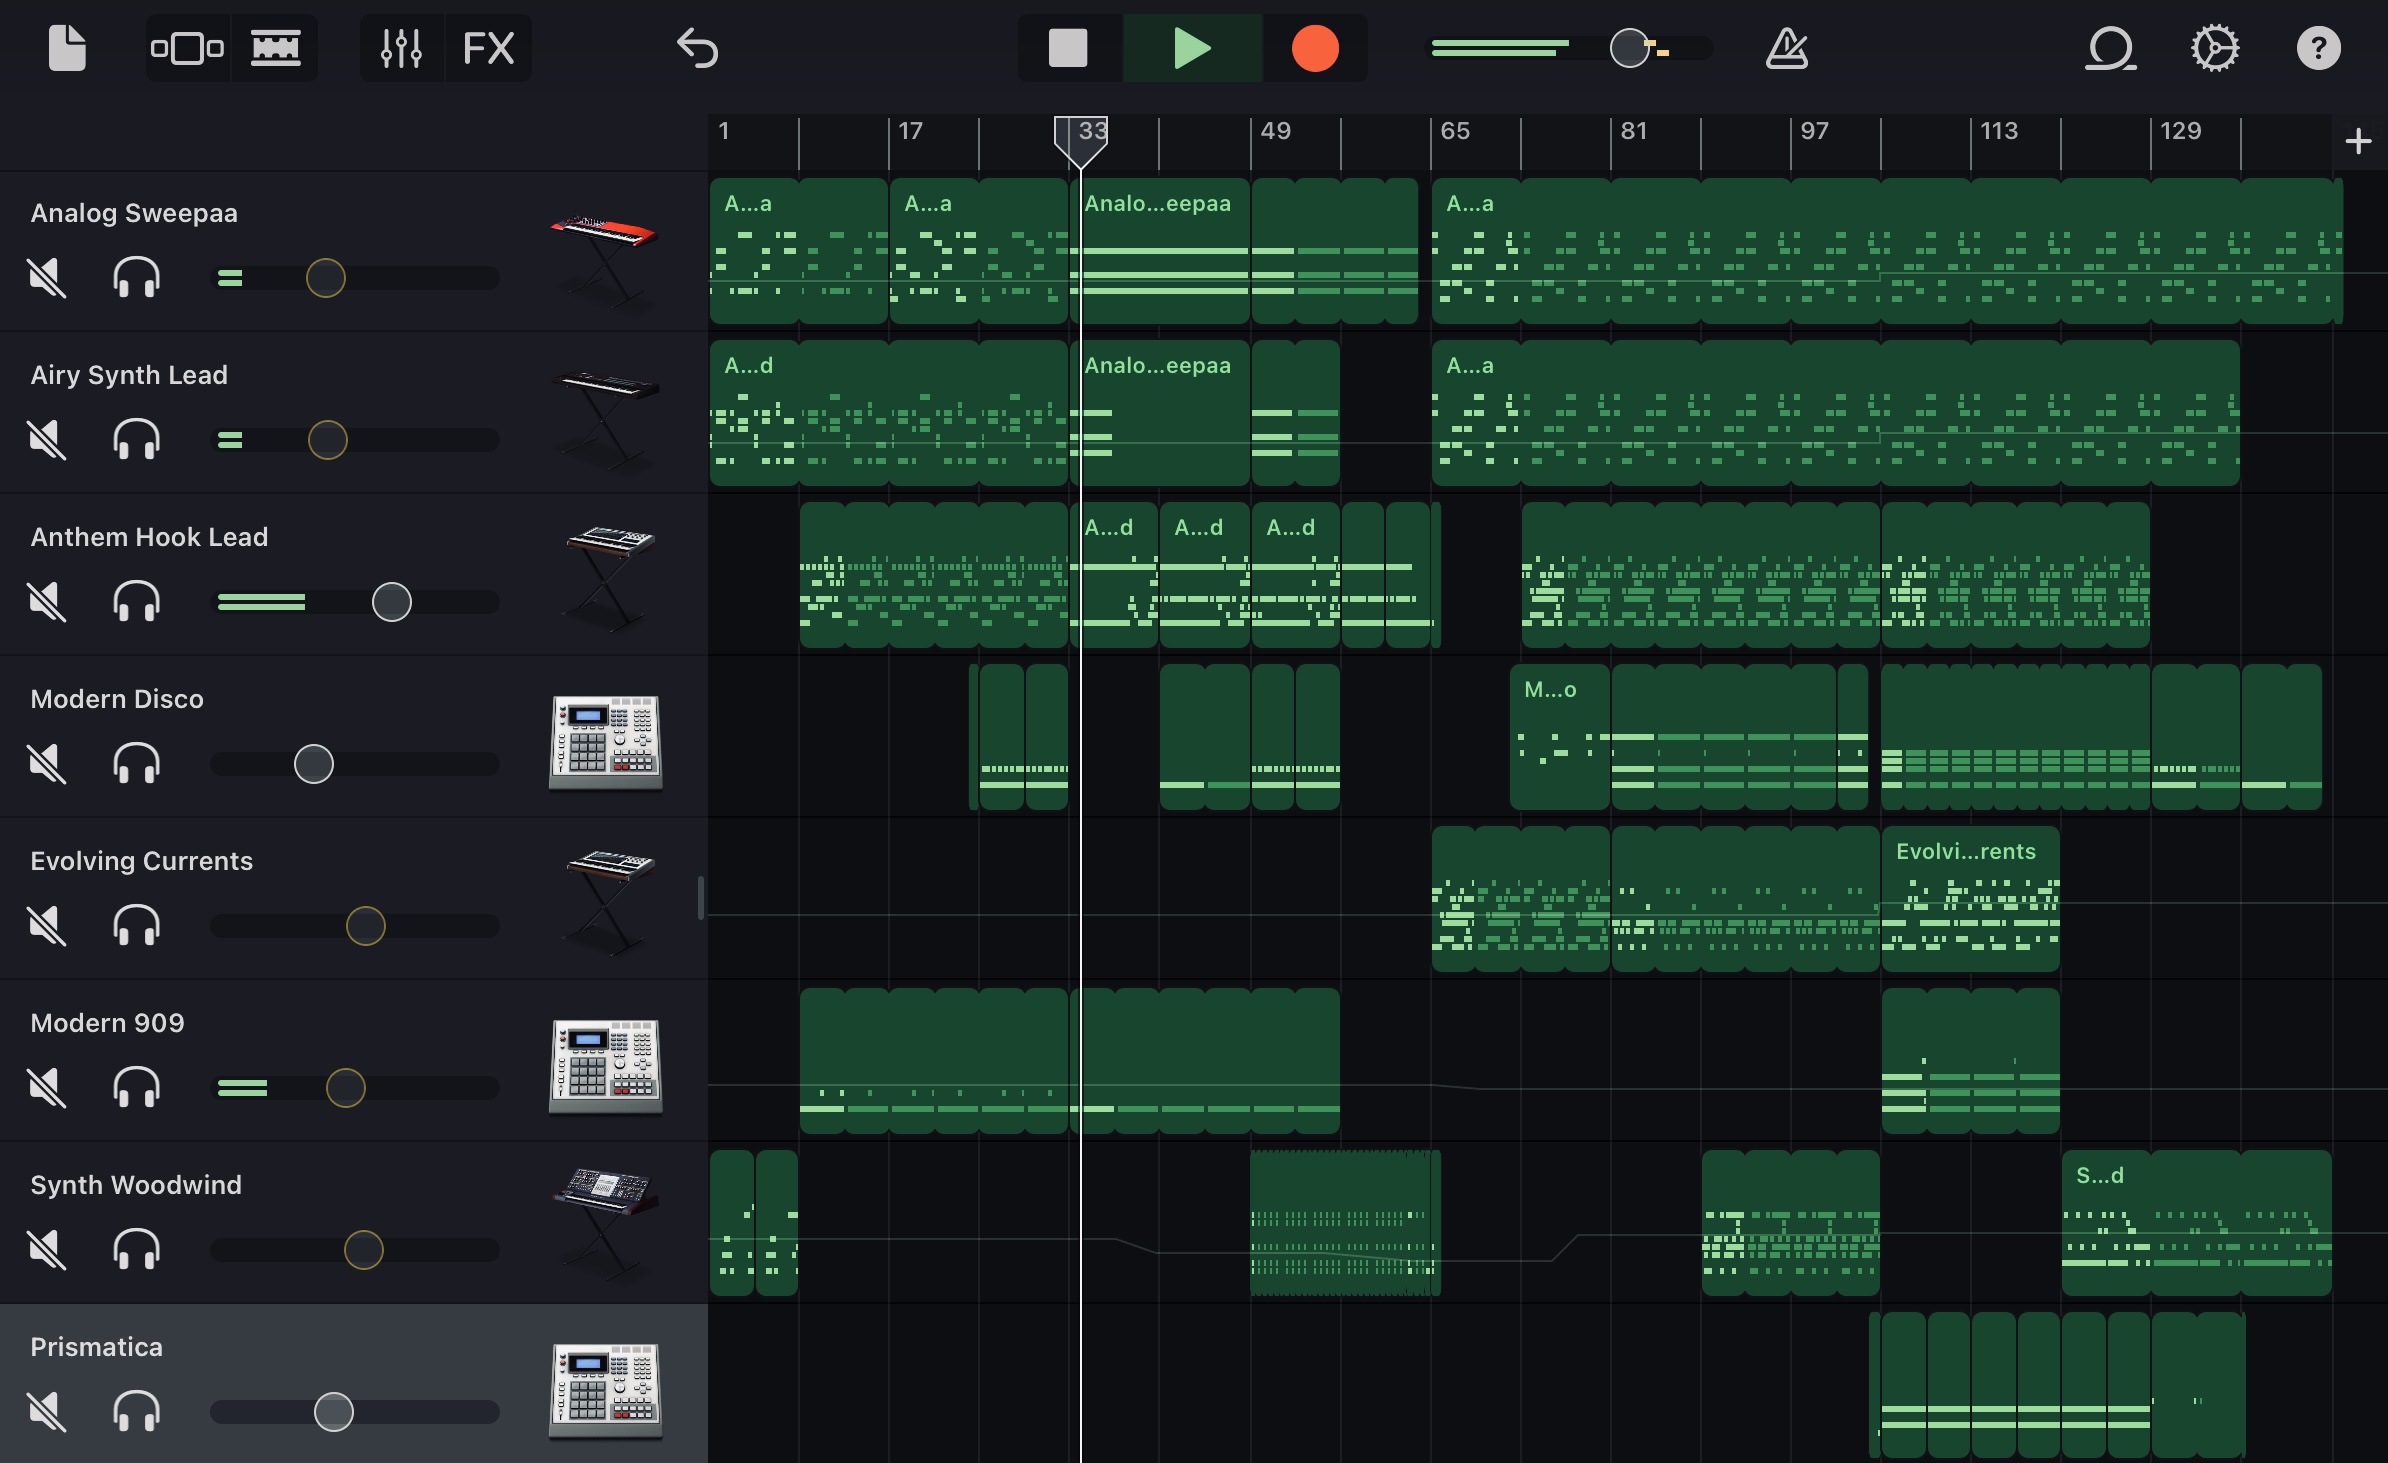 FX
?
1 17 33 49 65 81 97 113 129
Analog Sweepaa
A...a A...a Analo...eepaa A...a
Airy Synth Lead
A...d Analo...eepaa A...a
Anthem Hook Lead
A...d A...d A...d
Modern Disco
M...o
Evolving Currents
Evolvi...rents
Modern 909
Synth Woodwind
S...d
Prismatica